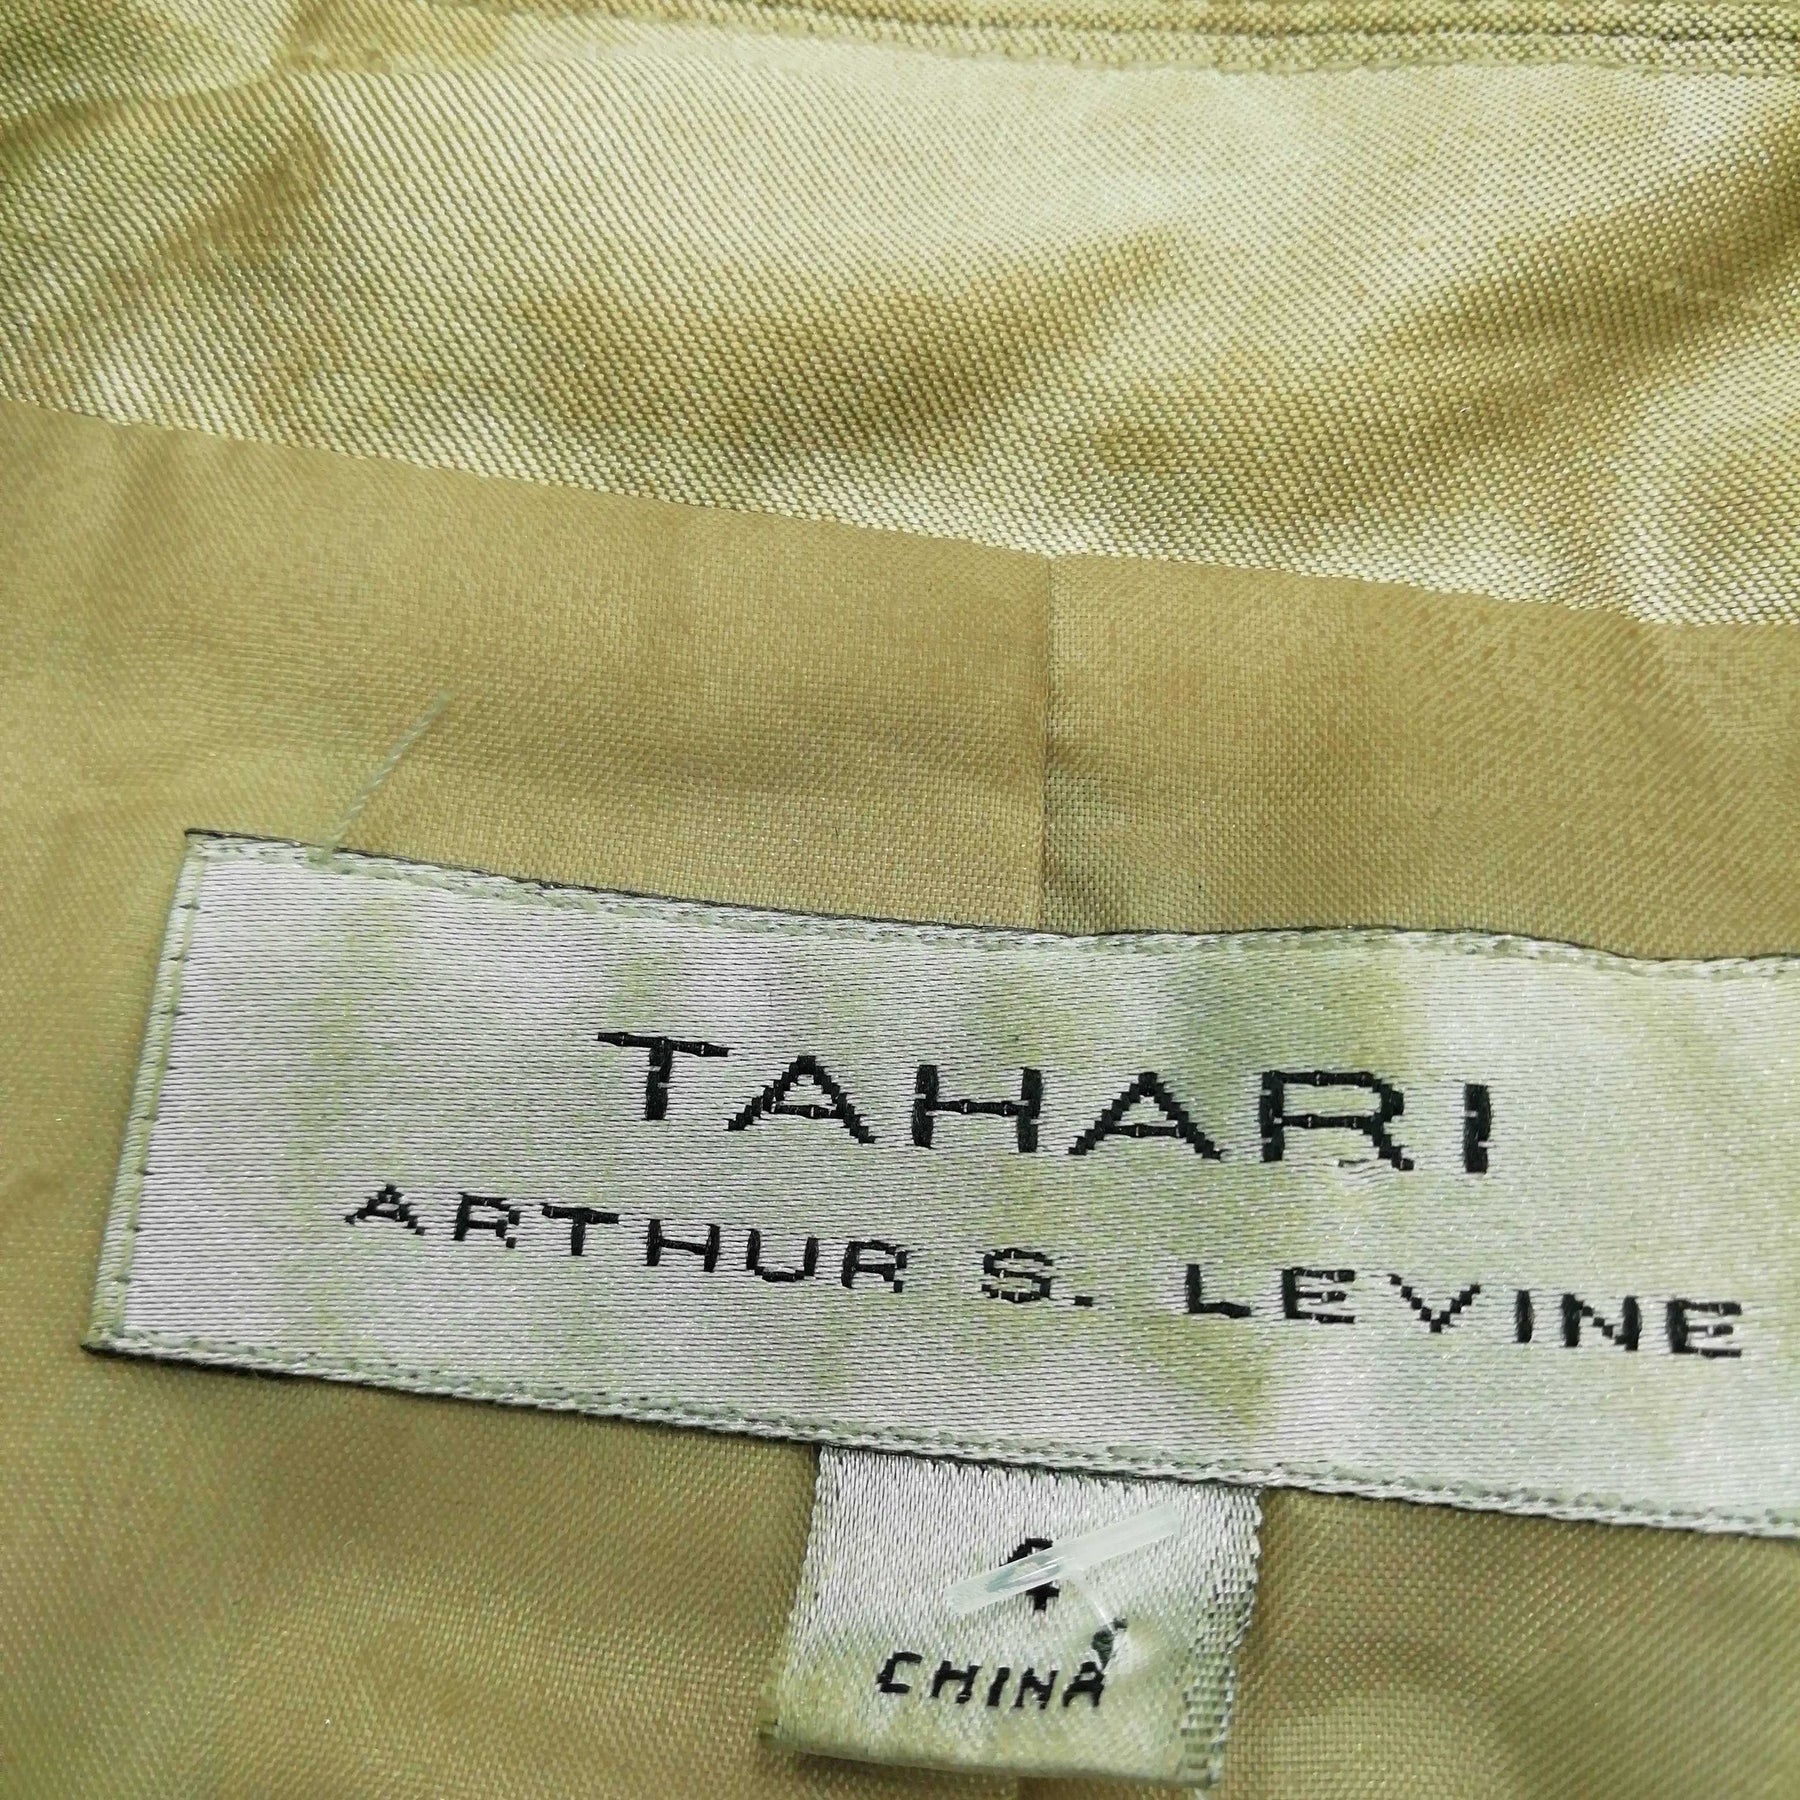 TAHARI
ARTHUR S. LEVINE
4
CHINA